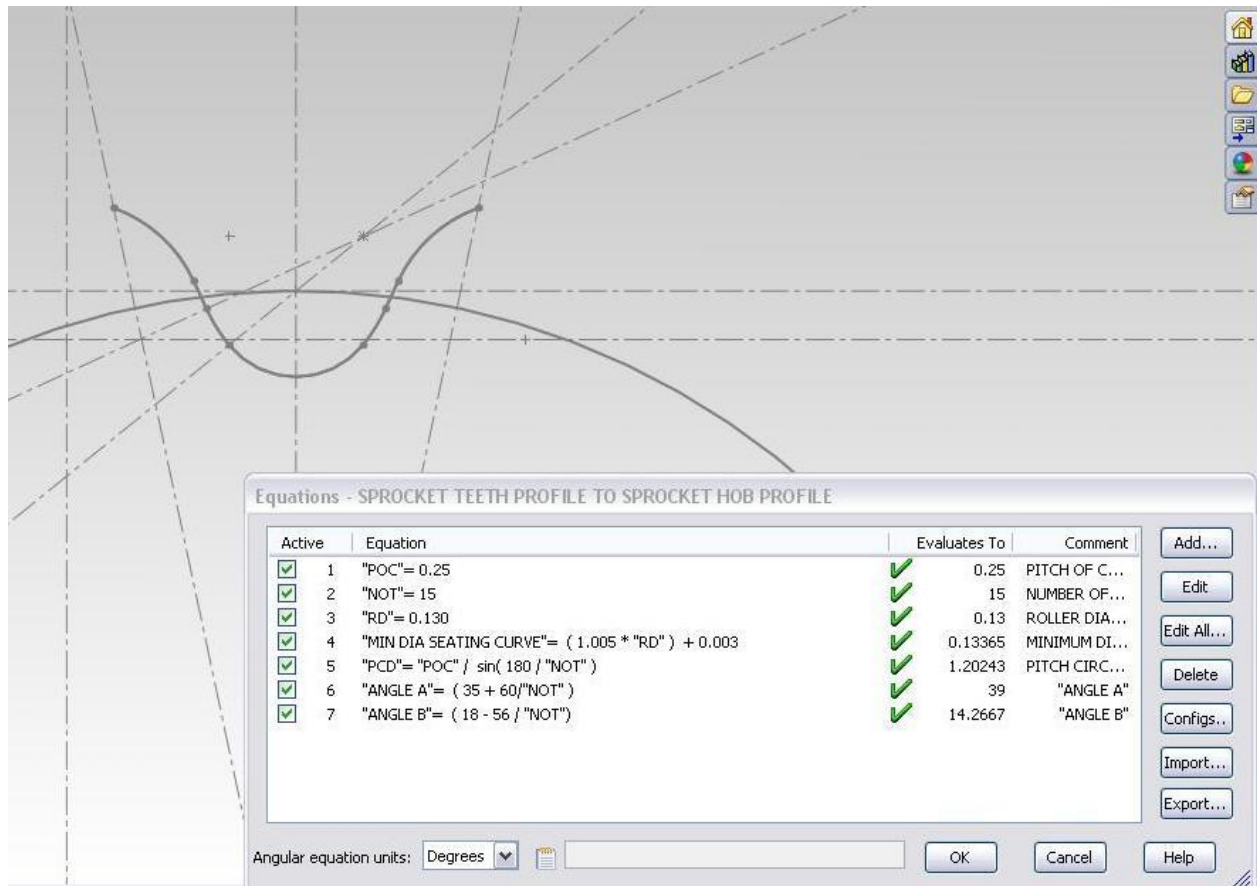 Equations - SPROCKET TEETH PROFILE TO SPROCKET HOB PROFILE
Active Equation Evaluates To Comment
1 "POC"= 0.25 0.25 PITCH OF C...
2 "NOT"= 15 15 NUMBER OF...
3 "RD"= 0.130 0.13 ROLLER DIA...
4 "MIN DIA SEATING CURVE"= ( 1.005 * "RD" ) + 0.003 0.13365 MINIMUM DI...
5 "PCD"= "POC" / sin( 180 / "NOT" ) 1.20243 PITCH CIRC...
6 "ANGLE A"= ( 35 + 60/"NOT" ) 39 "ANGLE A"
7 "ANGLE B"= ( 18 - 56 / "NOT") 14.2667 "ANGLE B"
Add...
Edit
Edit All...
Delete
Configs..
Import...
Export...
Angular equation units: Degrees OK Cancel Help